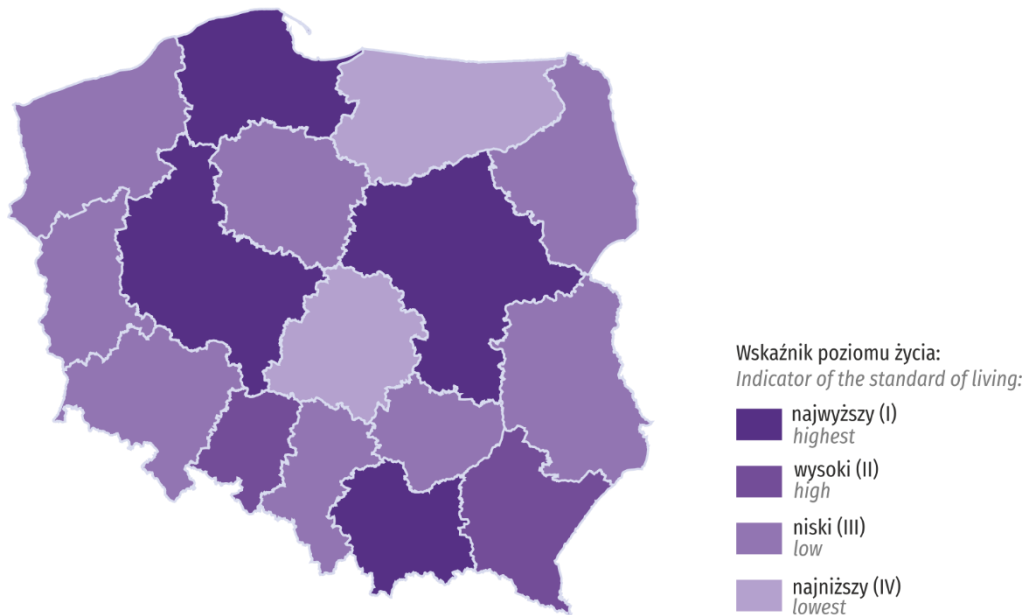 Wskaźnik poziomu życia:
Indicator of the standard of living:
najwyższy (I)
highest
wysoki (II)
high
niski (III)
low
najniższy (IV)
lowest